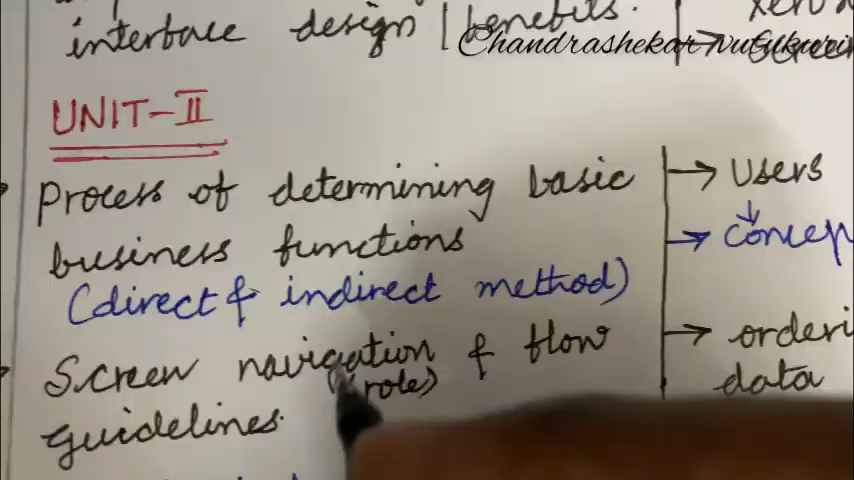 interface design | benefits.
Chandrashekar vutukuri
UNIT-II
Process of determining basic
business functions
(direct & indirect method)
Screen navigation & flow
(role)
guidelines
→ Users
→ concep
→ orderi
data